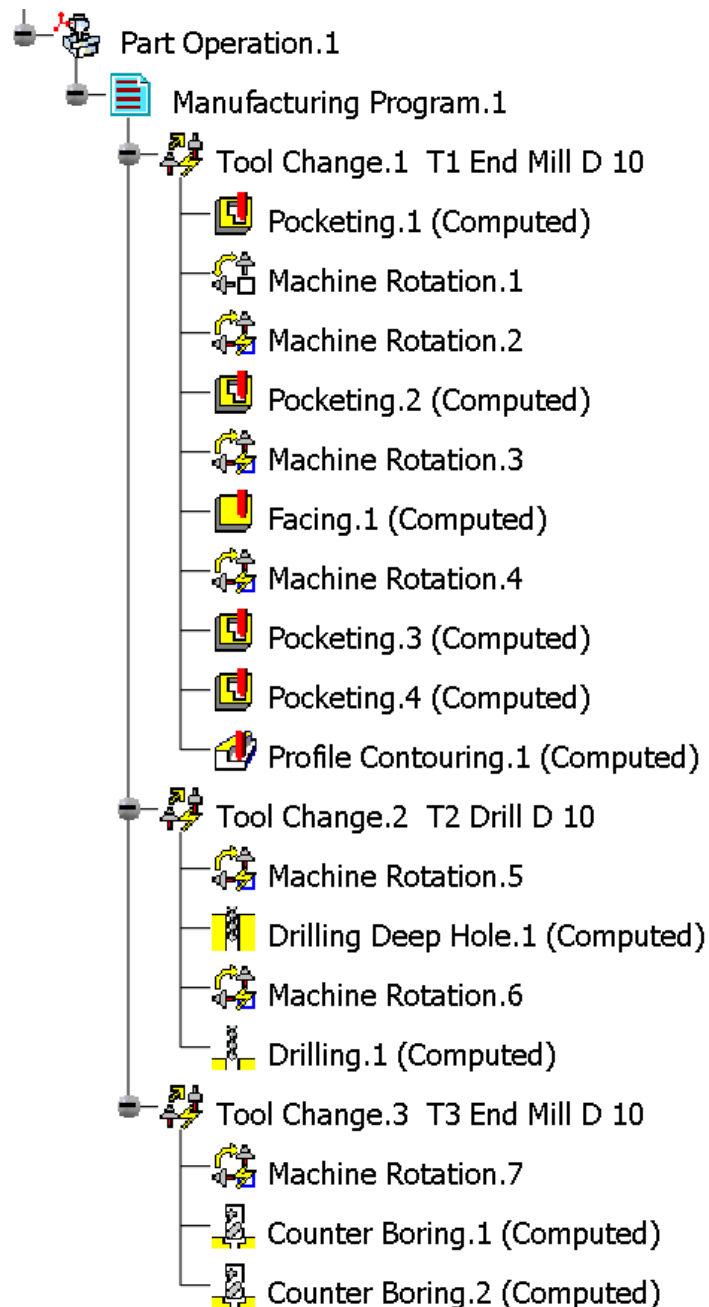 Part Operation.1
Manufacturing Program.1
Tool Change.1 T1 End Mill D 10
Pocketing.1 (Computed)
Machine Rotation.1
Machine Rotation.2
Pocketing.2 (Computed)
Machine Rotation.3
Facing.1 (Computed)
Machine Rotation.4
Pocketing.3 (Computed)
Pocketing.4 (Computed)
Profile Contouring.1 (Computed)
Tool Change.2 T2 Drill D 10
Machine Rotation.5
Drilling Deep Hole.1 (Computed)
Machine Rotation.6
Drilling.1 (Computed)
Tool Change.3 T3 End Mill D 10
Machine Rotation.7
Counter Boring.1 (Computed)
Counter Boring.2 (Computed)